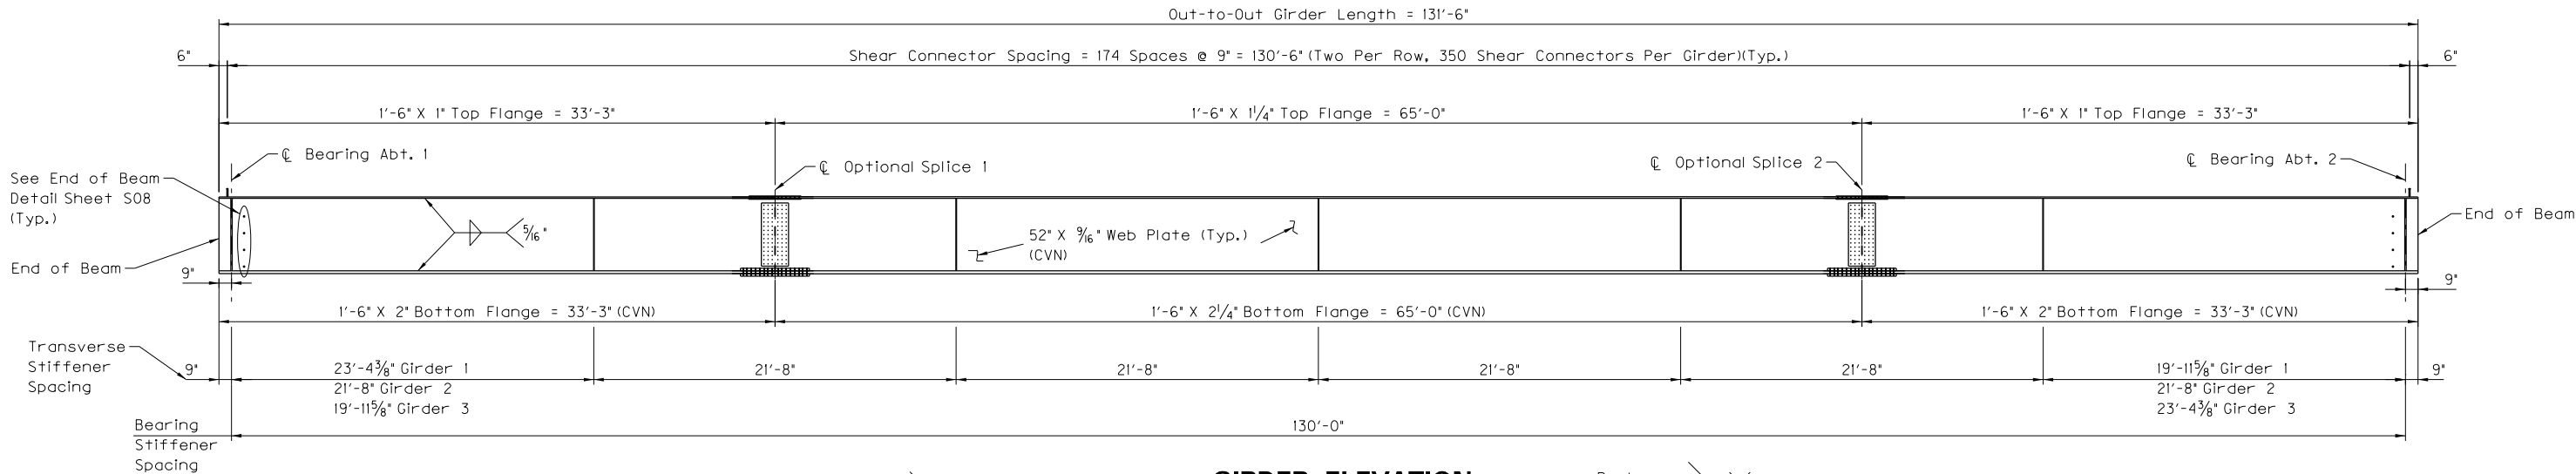 Out-to-Out Girder Length = 131'-6"
6"
Shear Connector Spacing = 174 Spaces @ 9" = 130'-6" (Two Per Row, 350 Shear Connectors Per Girder)(Typ.)
6"
1'-6" X 1" Top Flange = 33'-3"
1'-6" X 1¼" Top Flange = 65'-0"
1'-6" X 1" Top Flange = 33'-3"
℄ Bearing Abt. 1
℄ Optional Splice 1
℄ Optional Splice 2
℄ Bearing Abt. 2
See End of Beam
Detail Sheet S08
(Typ.)
End of Beam
5/16"
52" X 9/16" Web Plate (Typ.)
(CVN)
End of Beam
9"
9"
1'-6" X 2" Bottom Flange = 33'-3" (CVN)
1'-6" X 2¼" Bottom Flange = 65'-0" (CVN)
1'-6" X 2" Bottom Flange = 33'-3" (CVN)
Transverse
Stiffener
Spacing
9"
23'-4⅜" Girder 1
21'-8" Girder 2
19'-11⅝" Girder 3
21'-8"
21'-8"
21'-8"
21'-8"
19'-11⅝" Girder 1
21'-8" Girder 2
23'-4⅜" Girder 3
9"
Bearing
Stiffener
Spacing
130'-0"
GIRDER ELEVATION